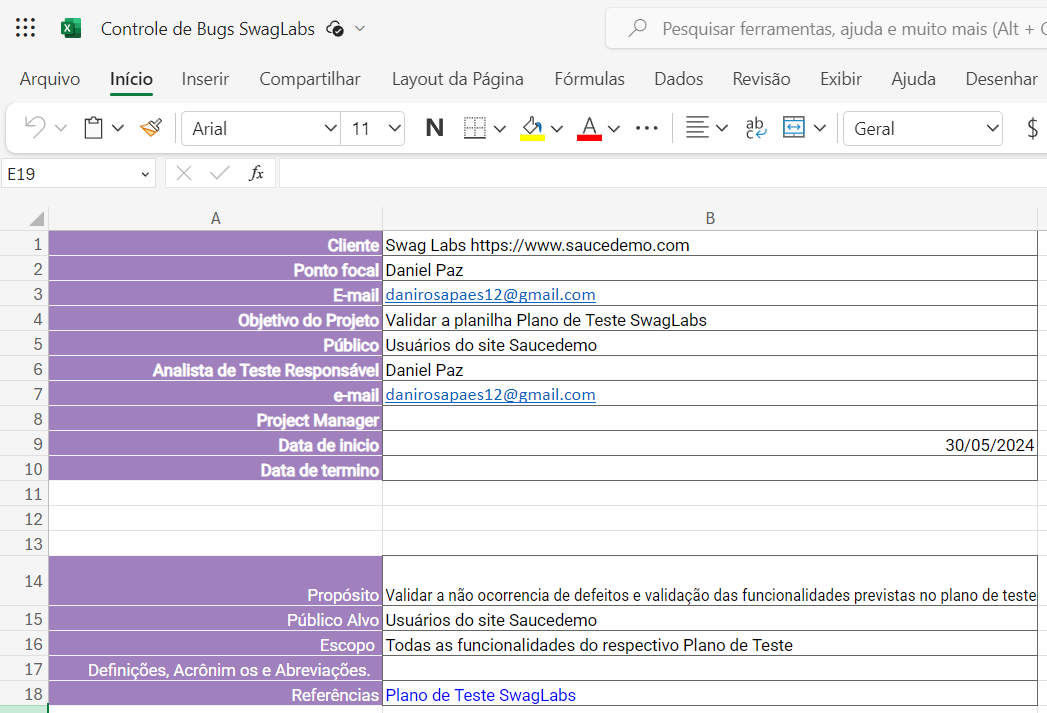 Controle de Bugs SwagLabs
Pesquisar ferramentas, ajuda e muito mais (Alt +
Arquivo Início Inserir Compartilhar Layout da Página Fórmulas Dados Revisão Exibir Ajuda Desenhar
Arial 11 N A ab c Geral $
E19 fx
A B
1 Cliente Swag Labs https://www.saucedemo.com
2 Ponto focal Daniel Paz
3 E-mail danirosapaes12@gmail.com
4 Objetivo do Projeto Validar a planilha Plano de Teste SwagLabs
5 Público Usuários do site Saucedemo
6 Analista de Teste Responsável Daniel Paz
7 e-mail danirosapaes12@gmail.com
8 Project Manager
9 Data de inicio 30/05/2024
10 Data de termino
11
12
13
14 Propósito Validar a não ocorrencia de defeitos e validação das funcionalidades previstas no plano de teste
15 Público Alvo Usuários do site Saucedemo
16 Escopo Todas as funcionalidades do respectivo Plano de Teste
17 Definições, Acrônim os e Abreviações.
18 Referências Plano de Teste SwagLabs